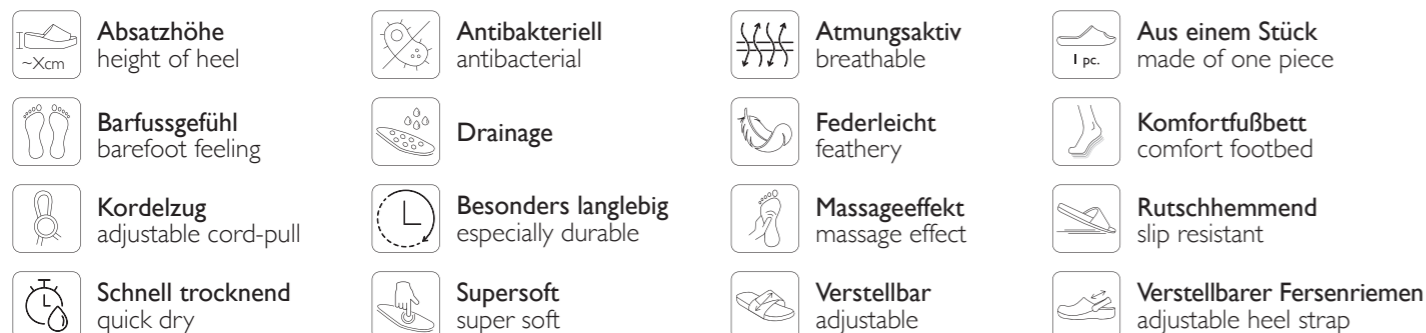 ~Xcm
Absatzhöhe
height of heel
Antibakteriell
antibacterial
Atmungsaktiv
breathable
1 pc.
Aus einem Stück
made of one piece
Barfussgefühl
barefoot feeling
Drainage
Federleicht
feathery
Komfortfußbett
comfort footbed
Kordelzug
adjustable cord-pull
Besonders langlebig
especially durable
Massageeffekt
massage effect
Rutschhemmend
slip resistant
Schnell trocknend
quick dry
Supersoft
super soft
Verstellbar
adjustable
Verstellbarer Fersenriemen
adjustable heel strap